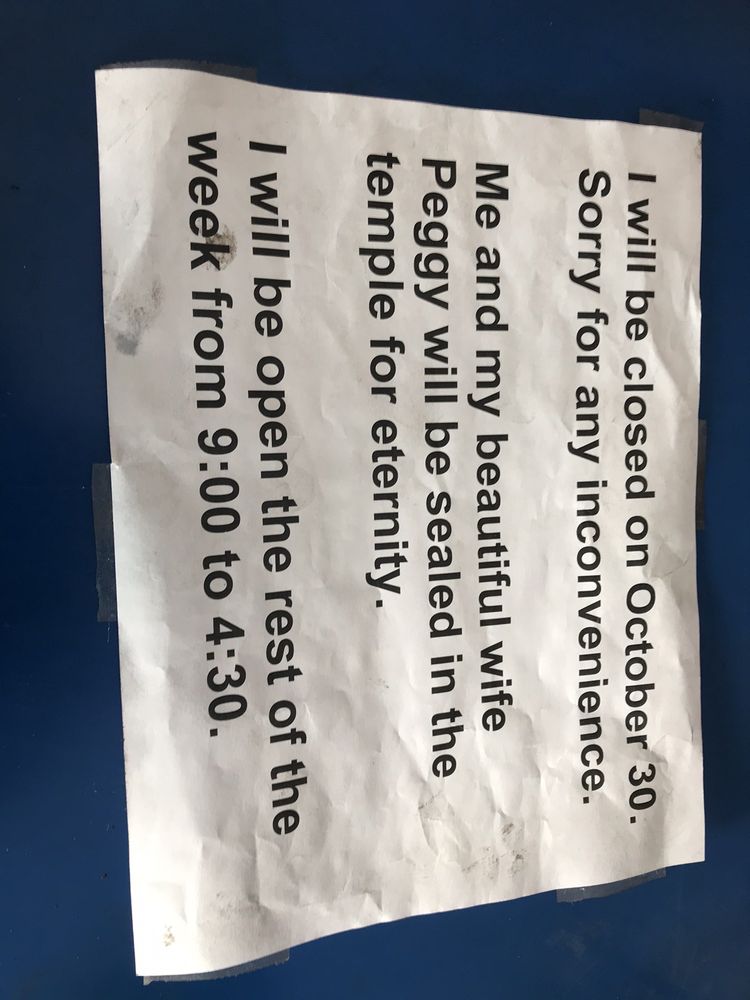 I will be closed on October 30.
Sorry for any inconvenience.
Me and my beautiful wife
Peggy will be sealed in the
temple for eternity.
I will be open the rest of the
week from 9:00 to 4:30.